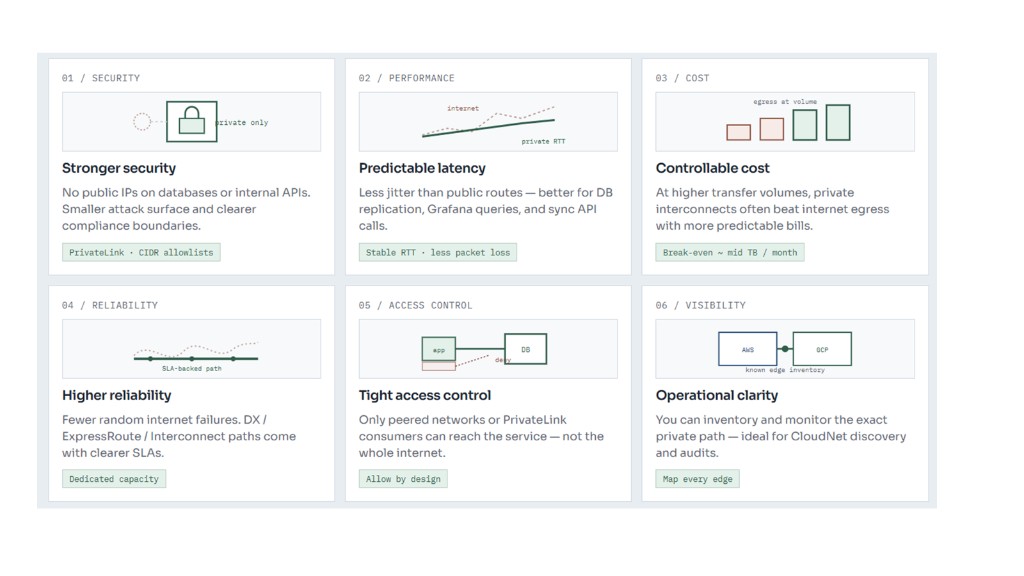 01 / SECURITY
private only
Stronger security
No public IPs on databases or internal APIs.
Smaller attack surface and clearer
compliance boundaries.
PrivateLink · CIDR allowlists
02 / PERFORMANCE
internet
private RTT
Predictable latency
Less jitter than public routes — better for DB
replication, Grafana queries, and sync API
calls.
Stable RTT · less packet loss
03 / COST
egress at volume
Controllable cost
At higher transfer volumes, private
interconnects often beat internet egress
with more predictable bills.
Break-even ~ mid TB / month
04 / RELIABILITY
SLA-backed path
Higher reliability
Fewer random internet failures. DX /
ExpressRoute / Interconnect paths come
with clearer SLAs.
Dedicated capacity
05 / ACCESS CONTROL
app
DB
deny
Tight access control
Only peered networks or PrivateLink
consumers can reach the service — not the
whole internet.
Allow by design
06 / VISIBILITY
AWS
GCP
known edge inventory
Operational clarity
You can inventory and monitor the exact
private path — ideal for CloudNet discovery
and audits.
Map every edge